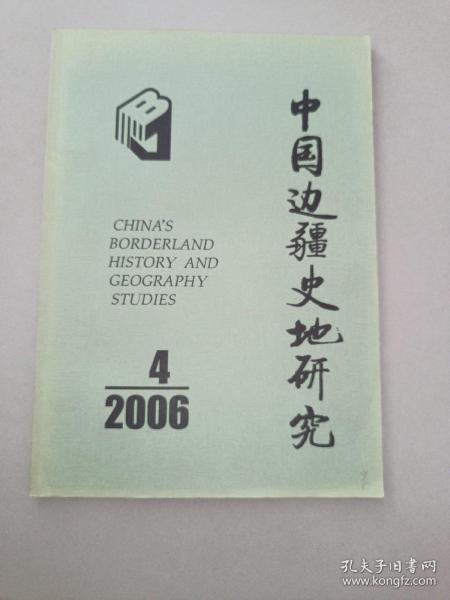 中国边疆史地研究
CHINA'S
BORDERLAND
HISTORY AND
GEOGRAPHY
STUDIES
4
2006
孔夫子旧书网
www.kongfz.com